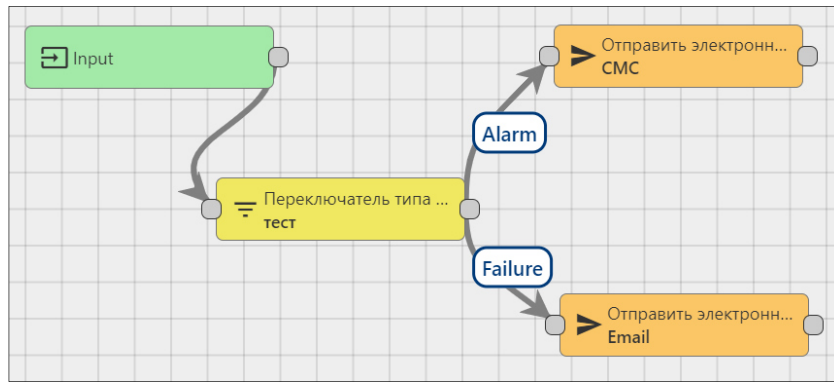 Input
Отправить электронн...
СМС
Alarm
Переключатель типа ...
тест
Failure
Отправить электронн...
Email